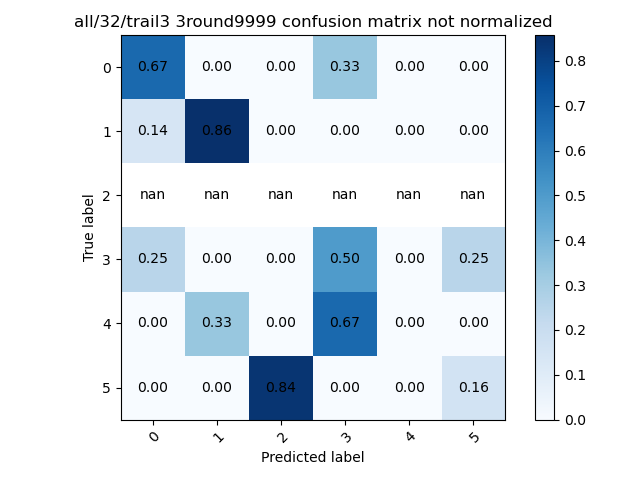 all/32/trail3 3round9999 confusion matrix not normalized
0 0.67 0.00 0.00 0.33 0.00 0.00
1 0.14 0.86 0.00 0.00 0.00 0.00
2 nan nan nan nan nan nan
3 0.25 0.00 0.00 0.50 0.00 0.25
4 0.00 0.33 0.00 0.67 0.00 0.00
5 0.00 0.00 0.84 0.00 0.00 0.16
0 1 2 3 4 5
True label
Predicted label
0.8
0.7
0.6
0.5
0.4
0.3
0.2
0.1
0.0